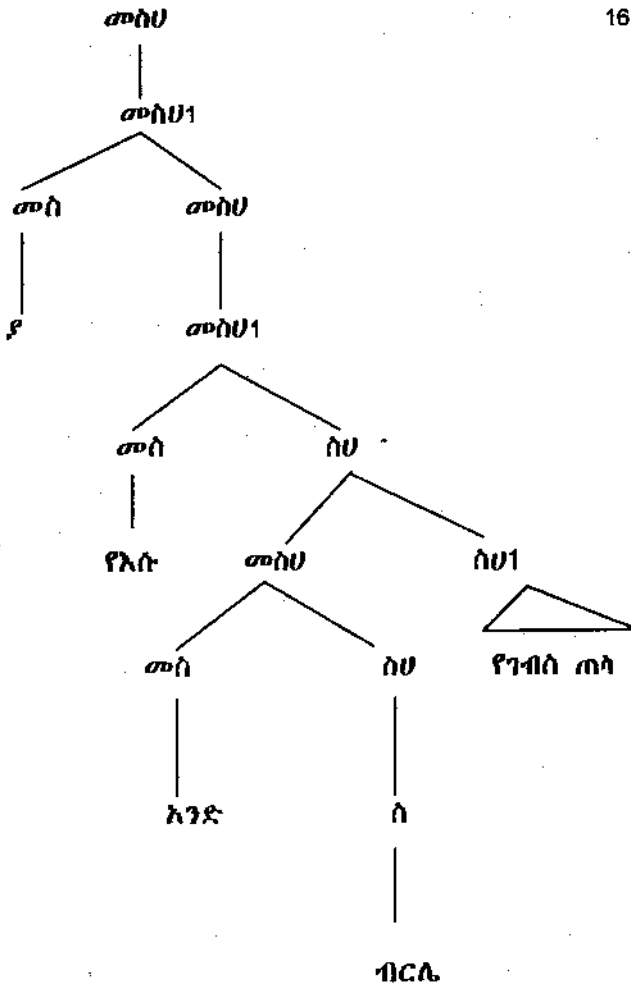 16
መስሀ
መስሀ1
መስ መስሀ
ያ መስሀ1
መስ ስሀ
የእሱ መስሀ ስሀ1
መስ ስሀ የገብስ ጠላ
አንድ ስ
ብርሌ